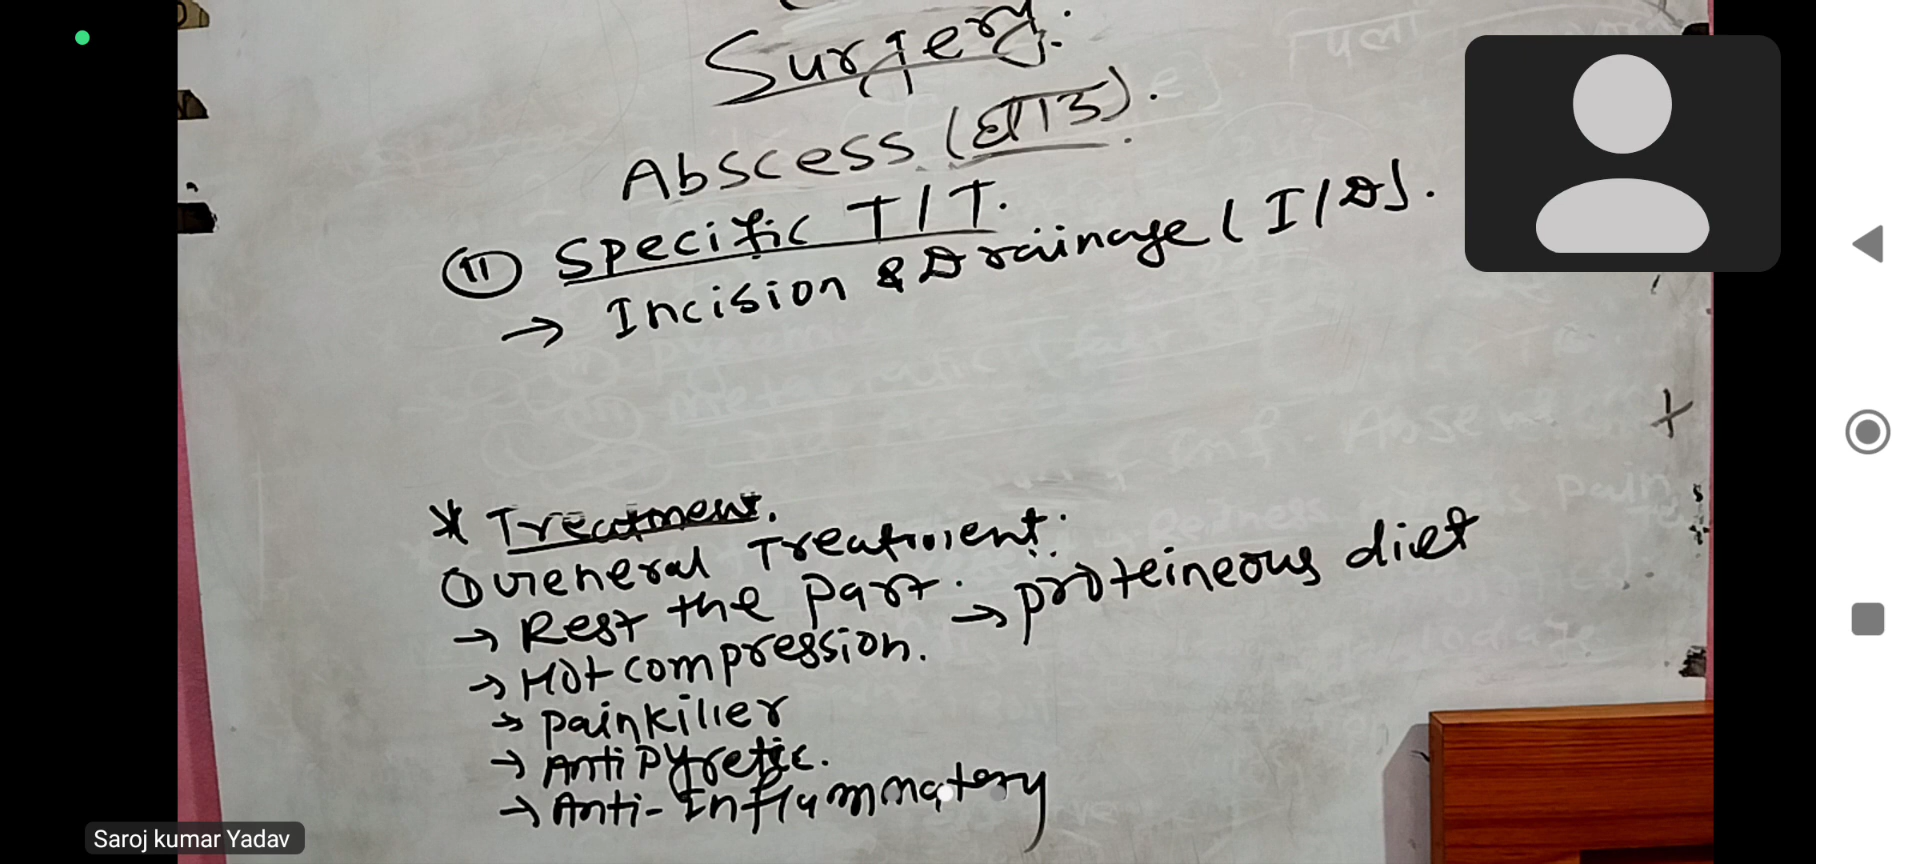 Surgery.
Abscess (घाउ).
(ii) Specific T/T.
→ Incision & Drainage (I/D).
* Treatment.
① General Treatment.
→ Rest the part. → proteineous diet
→ Hot compression.
→ painkiller
→ Antipyretic.
→ Anti-Inflammatory
Saroj kumar Yadav